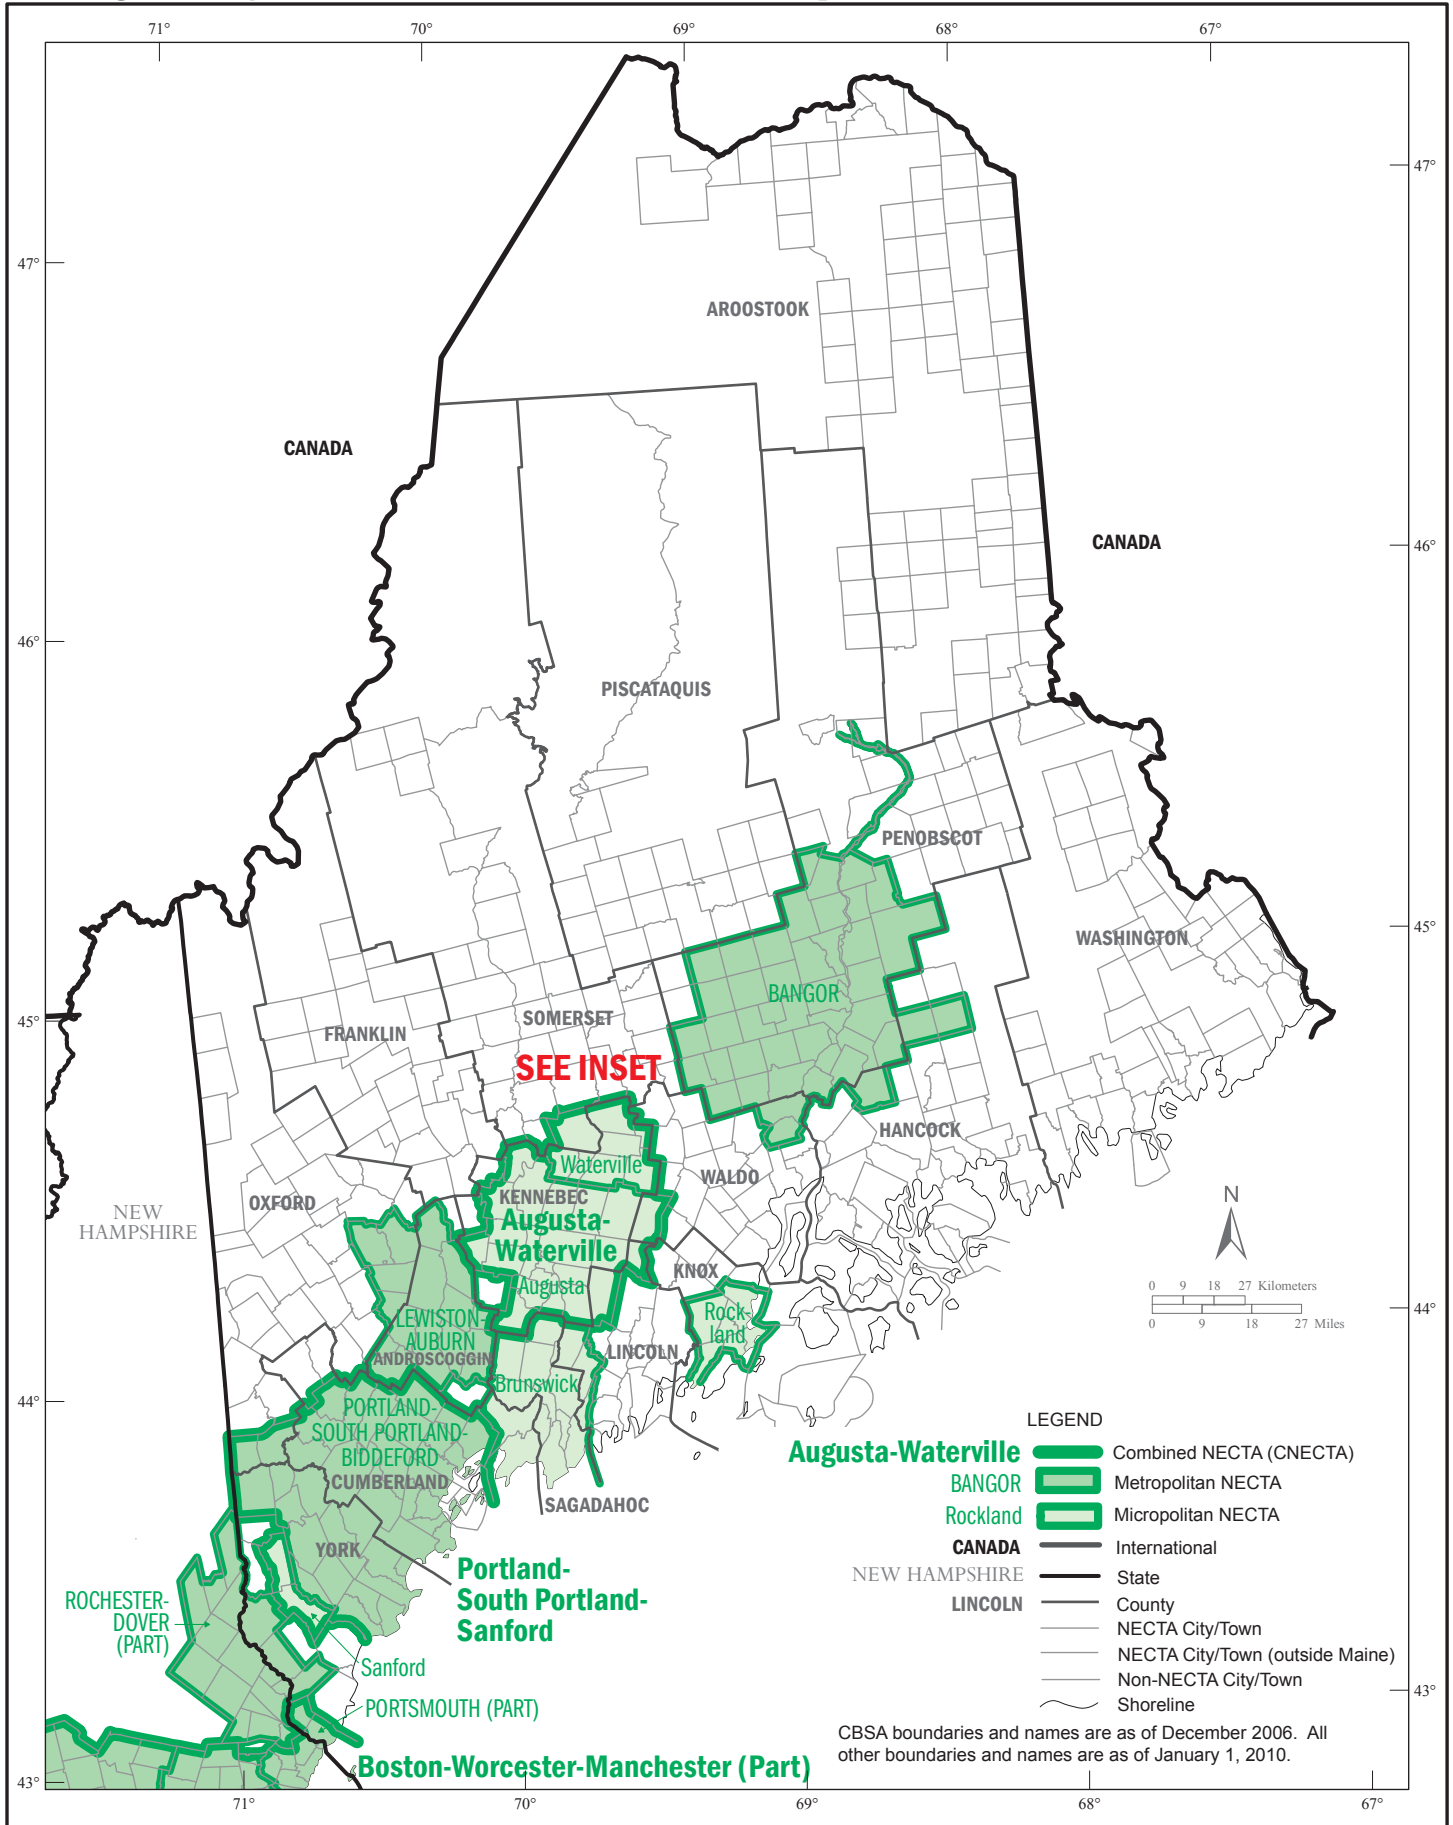 71°
70°
69°
68°
67°
47°
47°
AROOSTOOK
CANADA
CANADA
46°
46°
PISCATAQUIS
PENOBSCOT
45°
WASHINGTON
BANGOR
45°
SOMERSET
FRANKLIN
SEE INSET
HANCOCK
Waterville
WALDO
KENNEBEC
OXFORD
NEW
HAMPSHIRE
N
Augusta-
Waterville
KNOX
Augusta
0 9 18 27 Kilometers
0 9 18 27 Miles
44°
Rock-
land
LEWISTON-
AUBURN
ANDROSCOGGIN
LINCOLN
Brunswick
44°
PORTLAND-
SOUTH PORTLAND-
BIDDEFORD
CUMBERLAND
SAGADAHOC
YORK
Portland-
South Portland-
Sanford
ROCHESTER-
DOVER
(PART)
Sanford
PORTSMOUTH (PART)
Boston-Worcester-Manchester (Part)
LEGEND
Augusta-Waterville Combined NECTA (CNECTA)
BANGOR Metropolitan NECTA
Rockland Micropolitan NECTA
CANADA International
NEW HAMPSHIRE State
LINCOLN County
NECTA City/Town
NECTA City/Town (outside Maine)
Non-NECTA City/Town
Shoreline
43°
CBSA boundaries and names are as of December 2006. All
other boundaries and names are as of January 1, 2010.
43°
71°
70°
69°
68°
67°